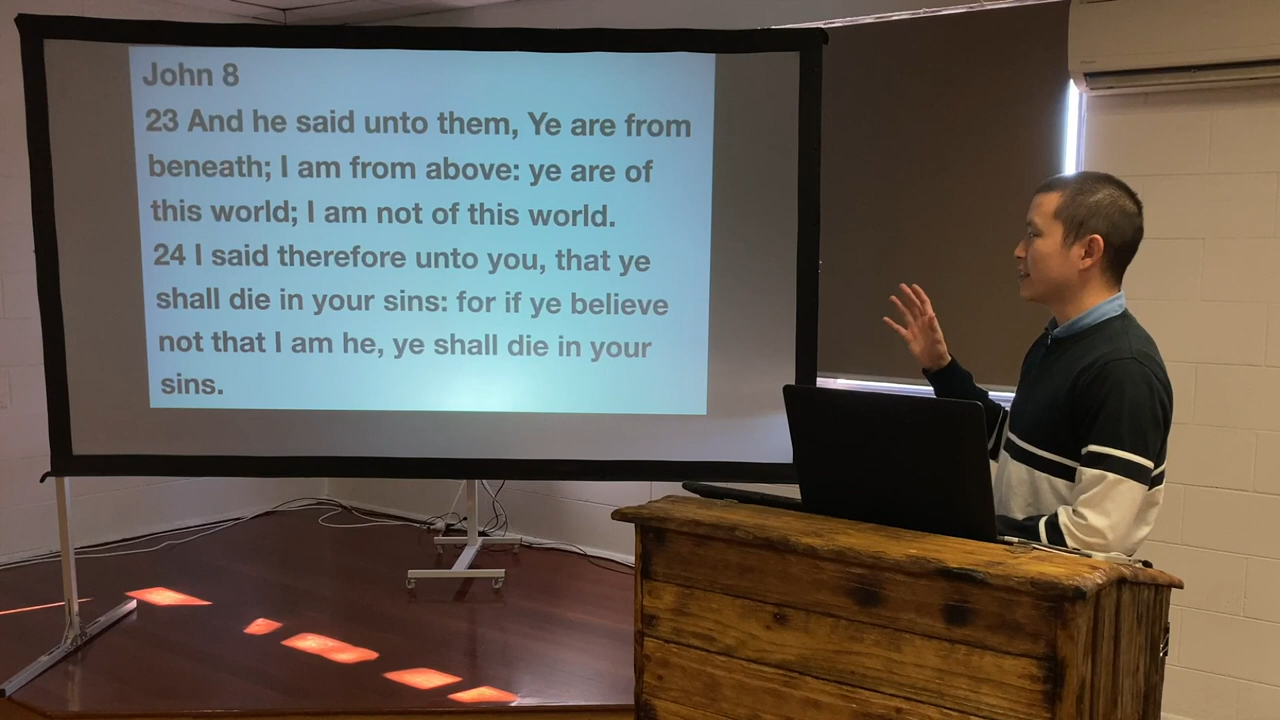 John 8
23 And he said unto them, Ye are from
beneath; I am from above: ye are of
this world; I am not of this world.
24 I said therefore unto you, that ye
shall die in your sins: for if ye believe
not that I am he, ye shall die in your
sins.